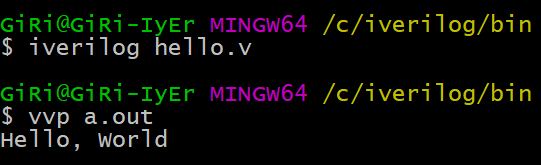 GiRi@GiRi-IyEr MINGW64 /c/iverilog/bin
$ iverilog hello.v
GiRi@GiRi-IyEr MINGW64 /c/iverilog/bin
$ vvp a.out
Hello, World